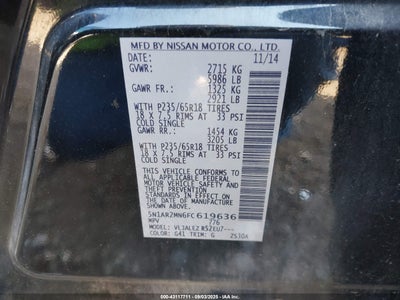 MFD BY NISSAN MOTOR CO., LTD.
DATE: 11/14
GVWR: 2715 KG
5986 LB
GAWR FR: 1325 KG
2921 LB
WITH P235/65R18 TIRES
18 X 7.5 RIMS AT 33 PSI
COLD SINGLE
GAWR RR: 1454 KG
3205 LB
WITH P235/65R18 TIRES
18 X 7.5 RIMS AT 33 PSI
COLD SINGLE
THIS VEHICLE CONFORMS TO
ALL APPLICABLE FEDERAL
MOTOR VEHICLE SAFETY
STANDARDS IN EFFECT ON
THE DATE OF MANUFACTURE
SHOWN ABOVE.
5N1AR2MN6FC619636
MPV 776
COLOR: G41 TRIM: G 2530A
000-43117711 - 09/03/2025 - IAA